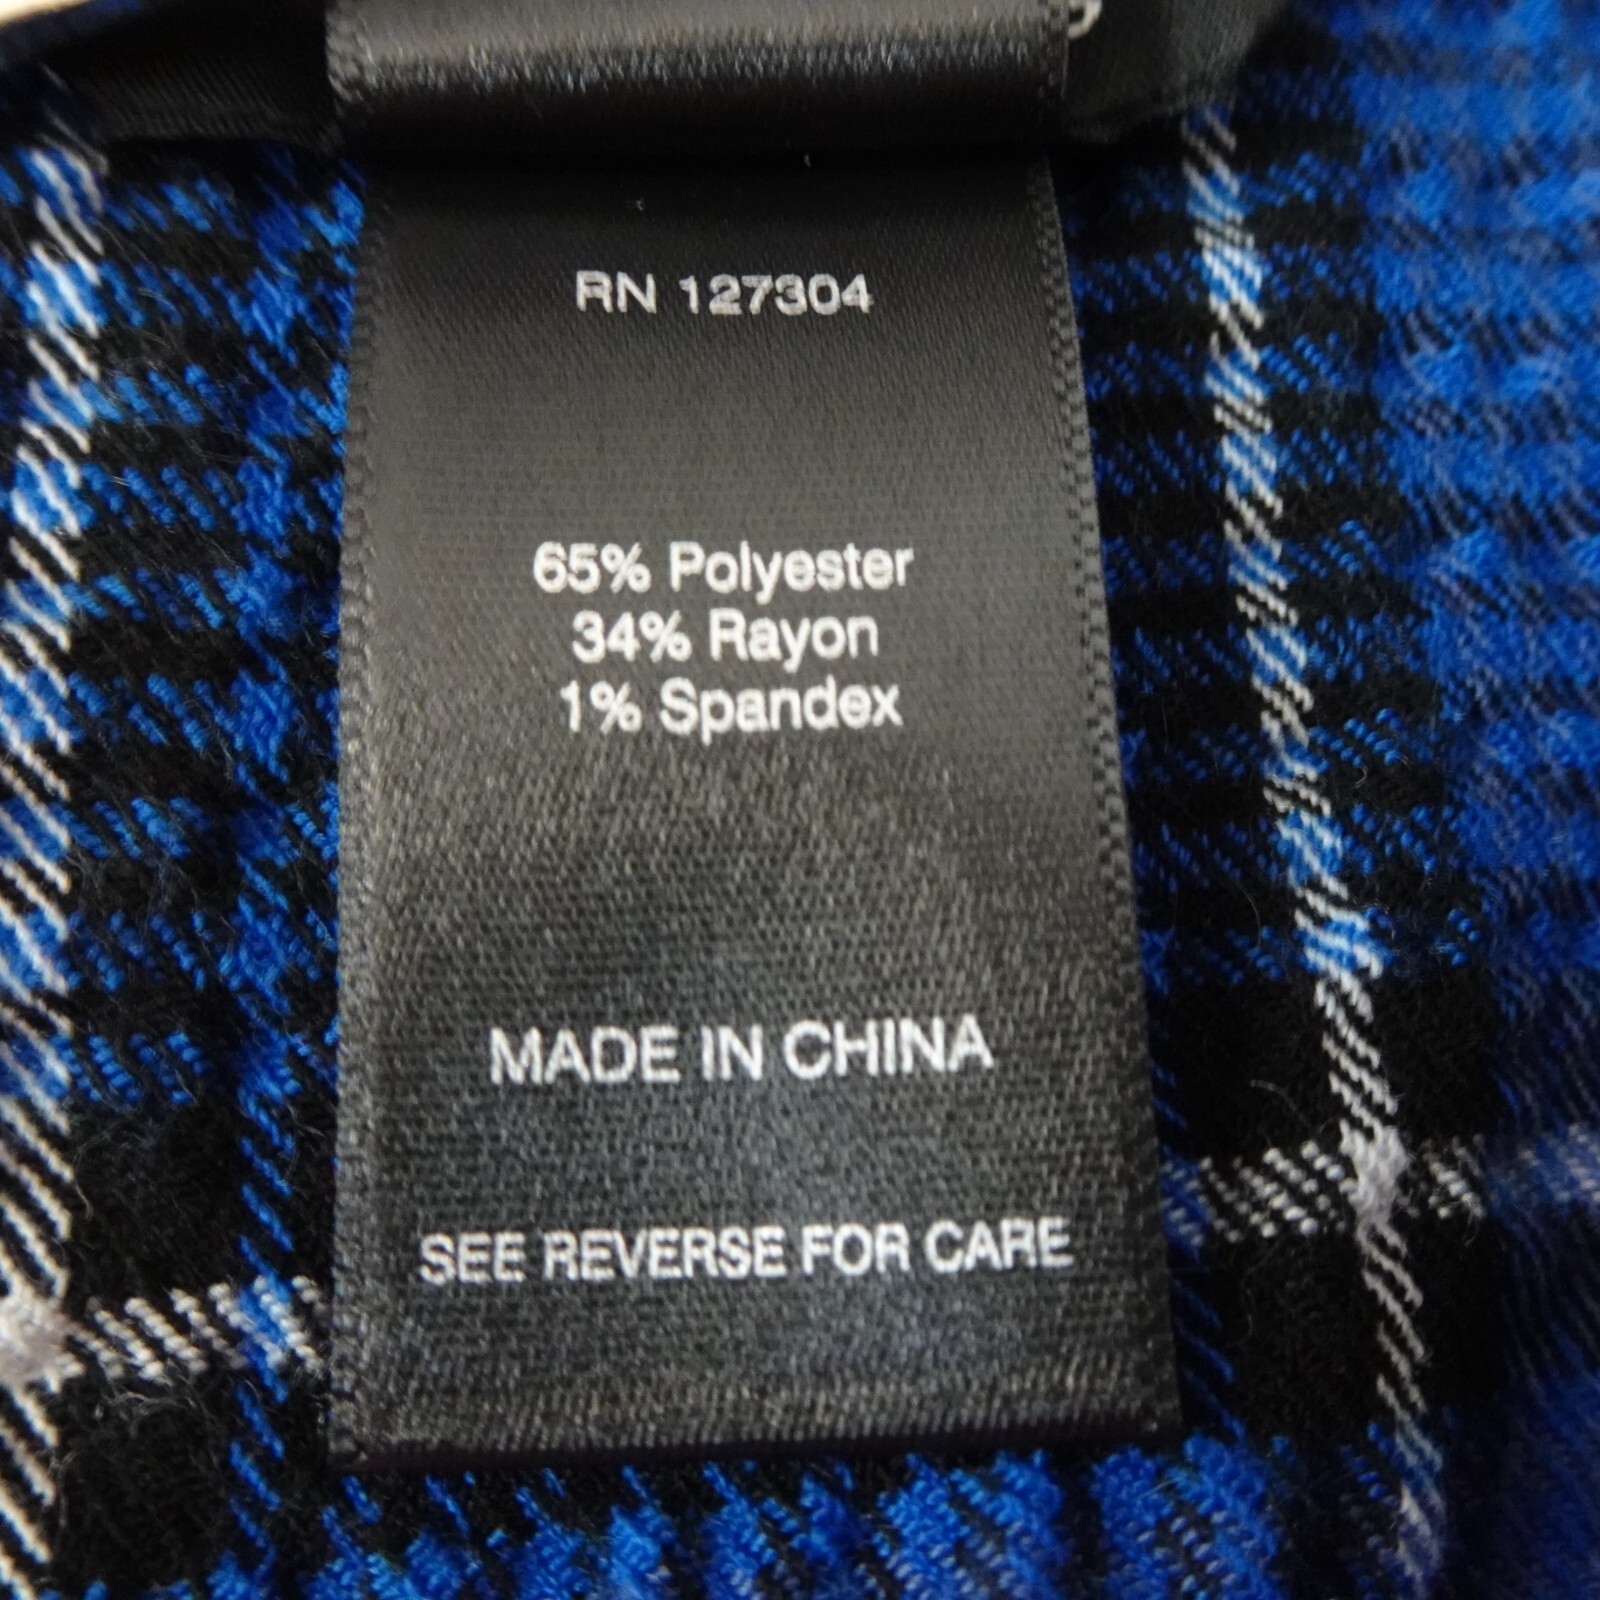 RN 127304
65% Polyester
34% Rayon
1% Spandex
MADE IN CHINA
SEE REVERSE FOR CARE